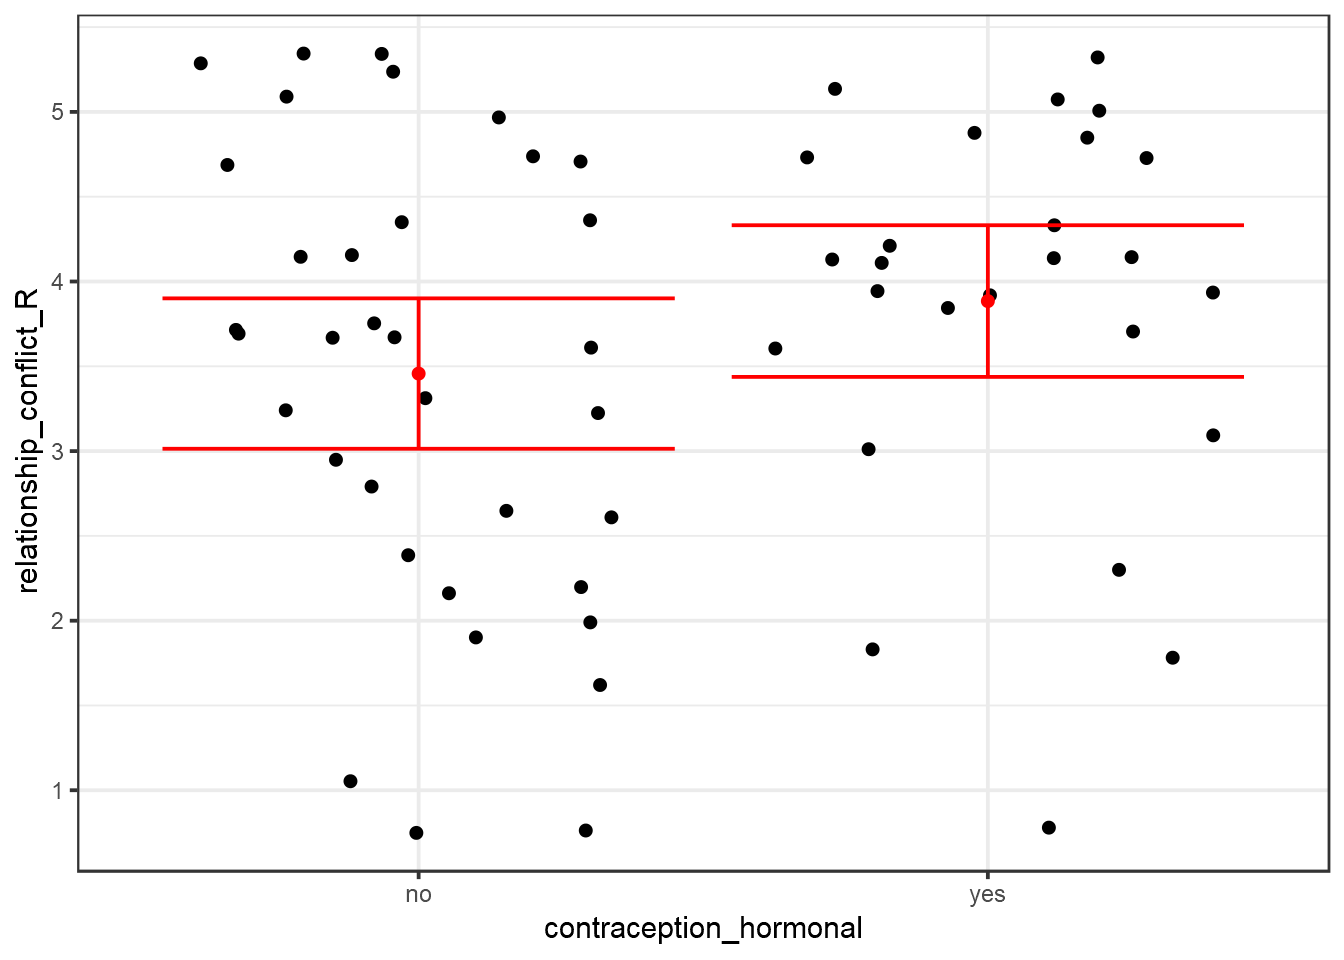 relationship_conflict_R
5
4
3
2
1
no
yes
contraception_hormonal